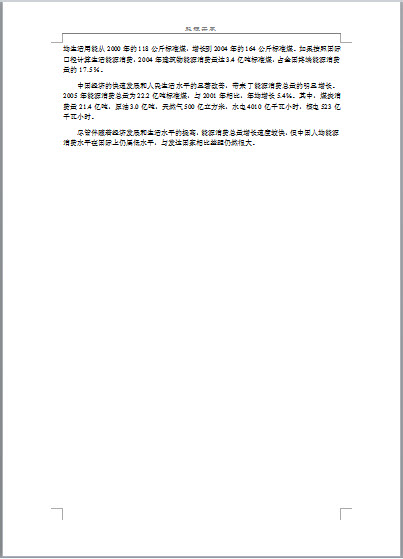 均生活用能从 2000 年的 118 公斤标准煤，增长到 2004 年的 164 公斤标准煤。如果按照国际
口径计算生活能源消费，2004 年建筑物能源消费量达 3.4 亿吨标准煤，占全国终端能源消费
量的 17.5%。
中国经济的快速发展和人民生活水平的显著改善，带来了能源消费总量的明显增长。
2005 年能源消费总量为 22.2 亿吨标准煤，与 2001 年相比，年均增长 5.4%。其中，煤炭消
费量 21.4 亿吨，原油 3.0 亿吨，天然气 500 亿立方米，水电 4010 亿千瓦小时，核电 523 亿
千瓦小时。
尽管伴随着经济发展和生活水平的提高，能源消费总量增长速度较快，但中国人均能源
消费水平在国际上仍属低水平，与发达国家相比差距仍然很大。